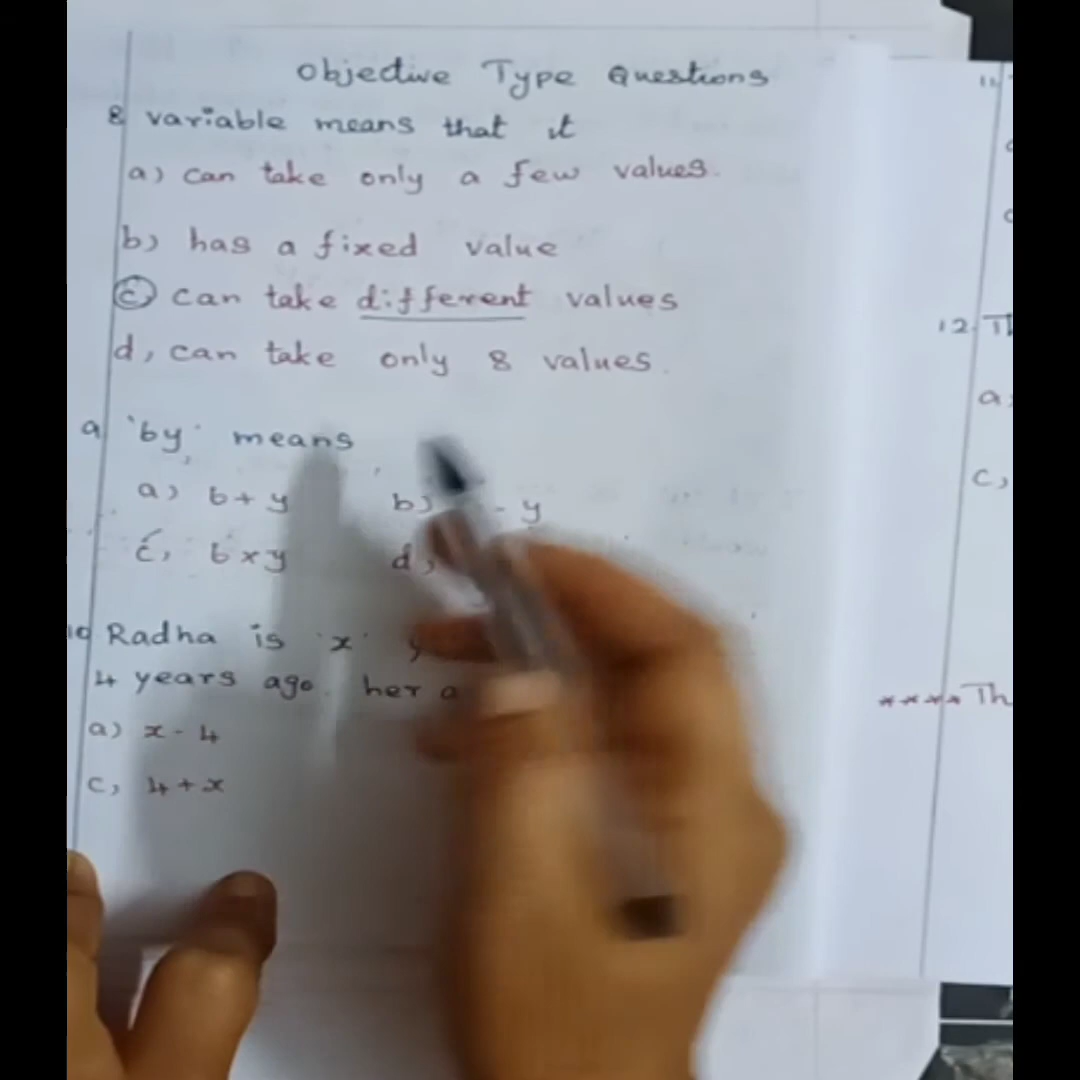 Objective Type Questions
8 variable means that it
a) can take only a few values.
b) has a fixed value
c) can take different values
d, can take only 8 values.
9 'by' means
a) b+y b) - y
c, b×y d,
10 Radha is 'x' y
4 years ago. her a
a) x - 4
c, 4+x
11.
12. Th
a
c,
**** Th